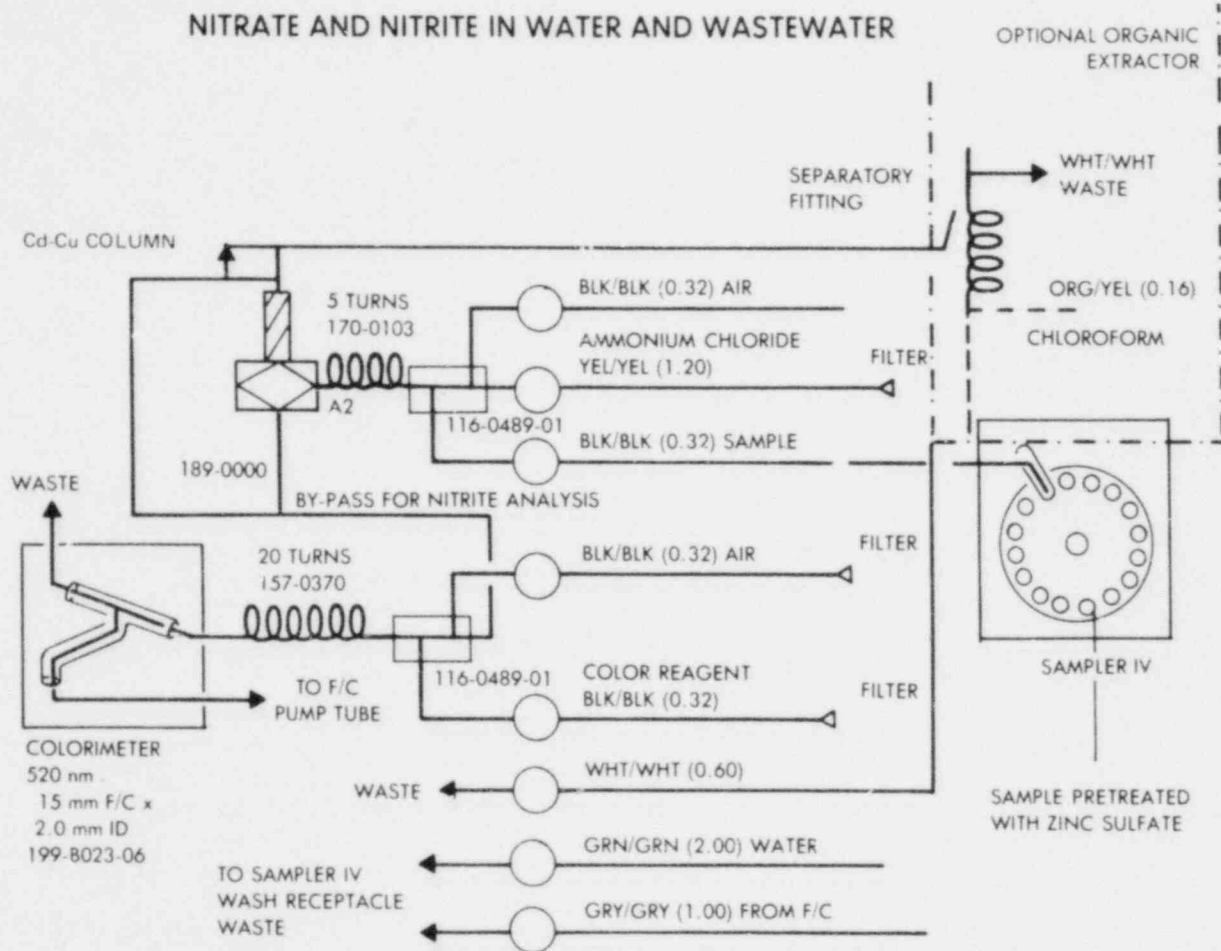 NITRATE AND NITRITE IN WATER AND WASTEWATER
OPTIONAL ORGANIC
EXTRACTOR
WHT/WHT
WASTE
SEPARATORY
FITTING
Cd-Cu COLUMN
5 TURNS
170-0103
BLK/BLK (0.32) AIR
ORG/YEL (0.16)
CHLOROFORM
AMMONIUM CHLORIDE
YEL/YEL (1.20)
FILTER
A2
116-0489-01
BLK/BLK (0.32) SAMPLE
189-0000
WASTE
BY-PASS FOR NITRITE ANALYSIS
20 TURNS
157-0370
BLK/BLK (0.32) AIR
FILTER
116-0489-01
COLOR REAGENT
BLK/BLK (0.32)
FILTER
SAMPLER IV
TO F/C
PUMP TUBE
COLORIMETER
520 nm
15 mm F/C x
2.0 mm ID
199-B023-06
WASTE
WHT/WHT (0.60)
SAMPLE PRETREATED
WITH ZINC SULFATE
GRN/GRN (2.00) WATER
TO SAMPLER IV
WASH RECEPTACLE
WASTE
GRY/GRY (1.00) FROM F/C